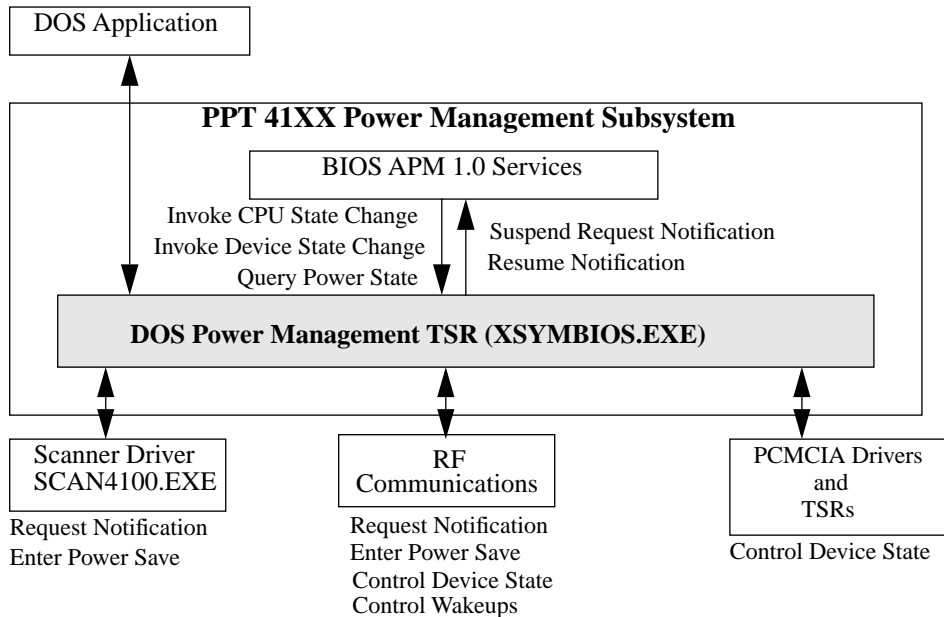 DOS Application
PPT 41XX Power Management Subsystem
BIOS APM 1.0 Services
Invoke CPU State Change
Invoke Device State Change
Query Power State
Suspend Request Notification
Resume Notification
DOS Power Management TSR (XSYMBIOS.EXE)
Scanner Driver
SCAN4100.EXE
Request Notification
Enter Power Save
RF
Communications
Request Notification
Enter Power Save
Control Device State
Control Wakeups
PCMCIA Drivers
and
TSRs
Control Device State